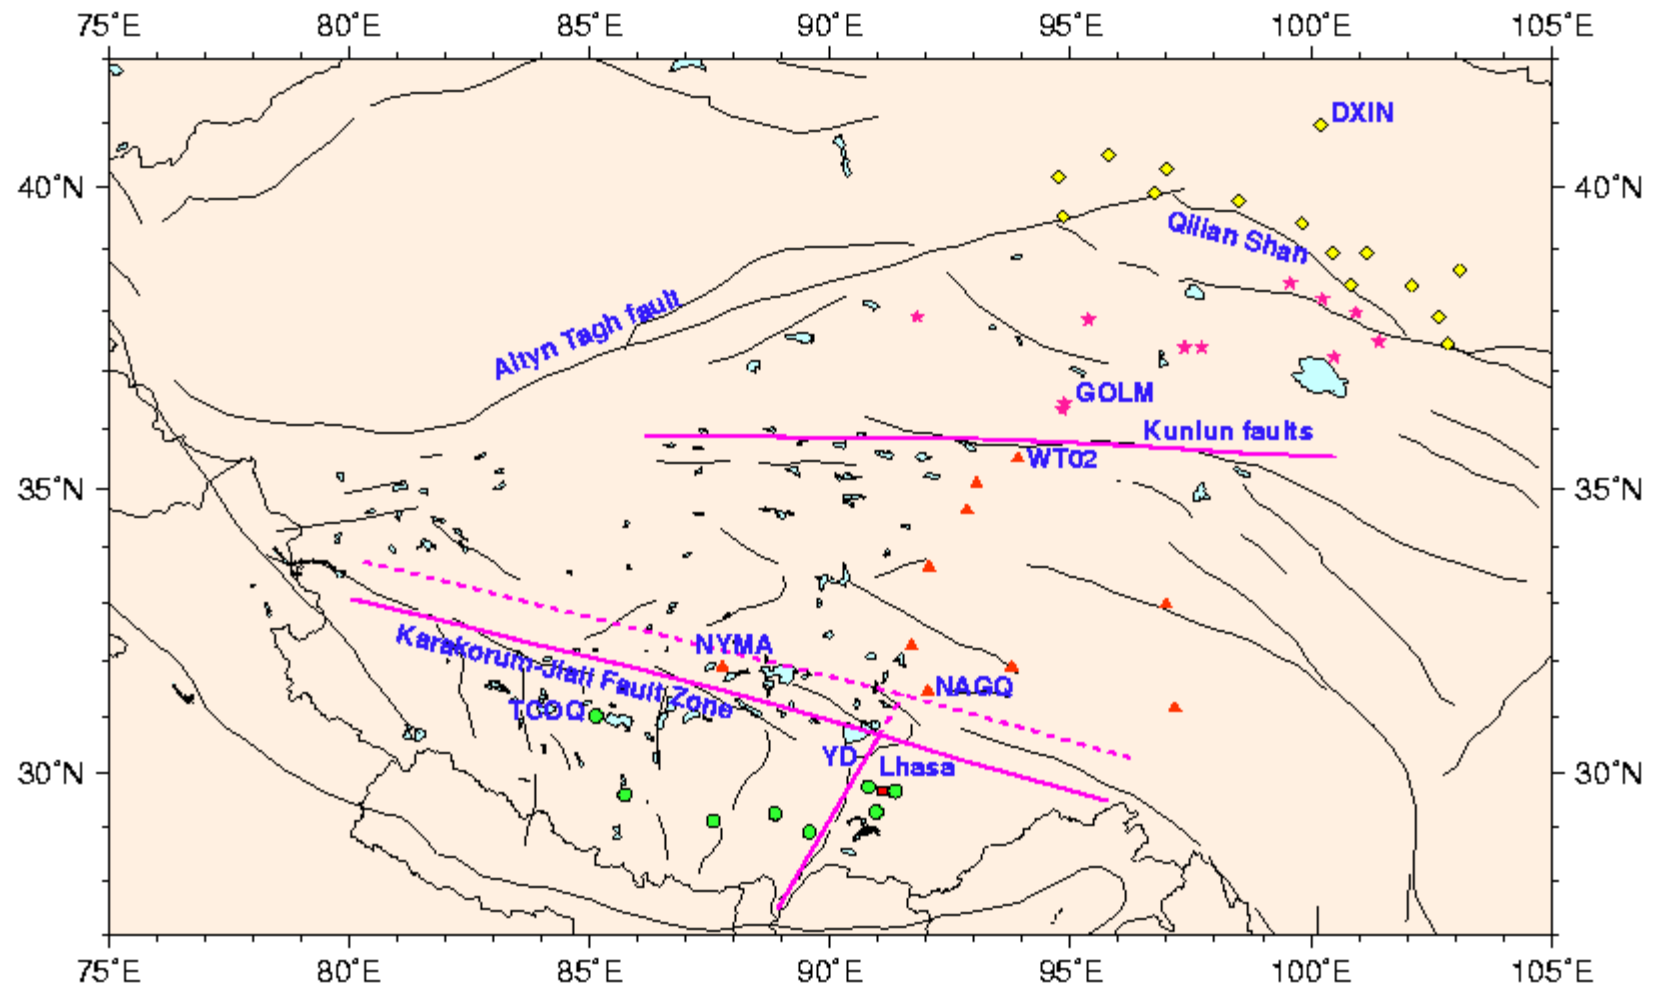 75°E 80°E 85°E 90°E 95°E 100°E 105°E
DXIN
40°N 40°N
Qilian Shan
Altyn Tagh fault
GOLM
Kunlun faults
WT02
35°N 35°N
NYMA
Karakorum-Jiali Fault Zone
NAGQ
TCOQ
YD
Lhasa
30°N 30°N
75°E 80°E 85°E 90°E 95°E 100°E 105°E